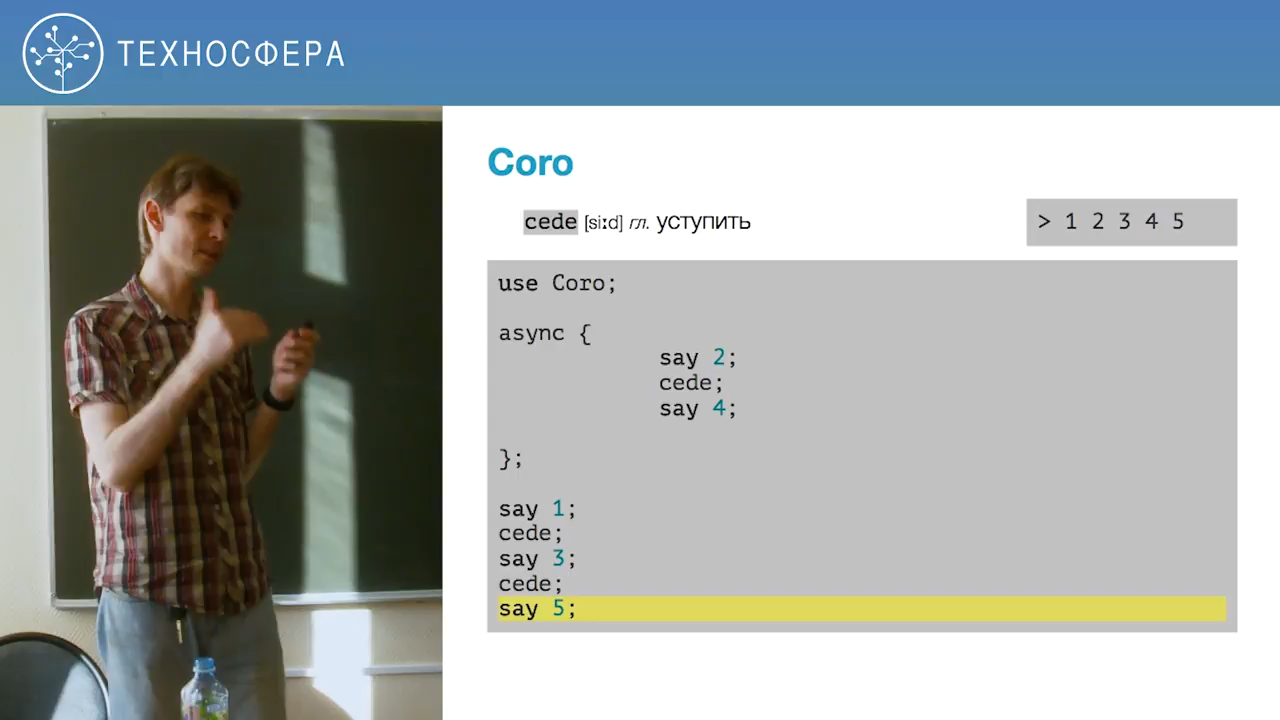 ТЕХНОСФЕРА
Coro
cede [siːd] гл. уступить
> 1 2 3 4 5
use Coro;
async {
say 2;
cede;
say 4;
};
say 1;
cede;
say 3;
cede;
say 5;